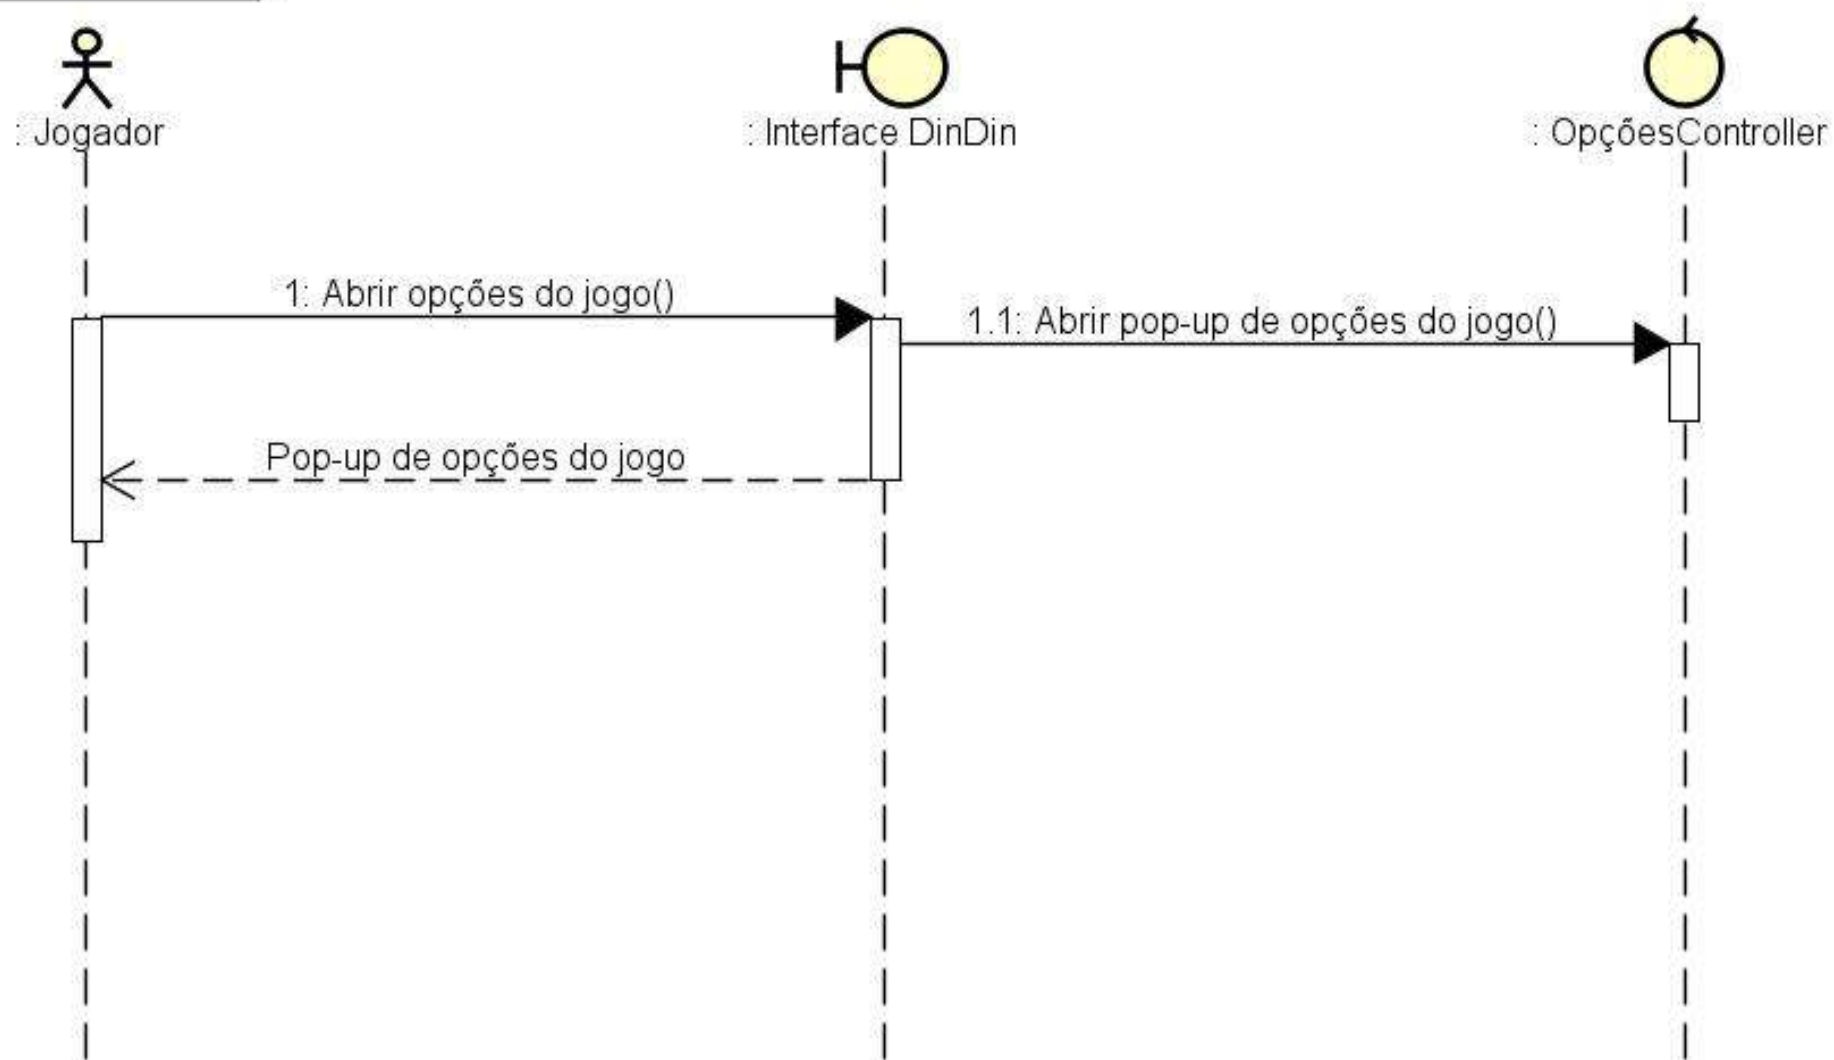 : Jogador
: Interface DinDin
: OpçõesController
1: Abrir opções do jogo()
1.1: Abrir pop-up de opções do jogo()
Pop-up de opções do jogo